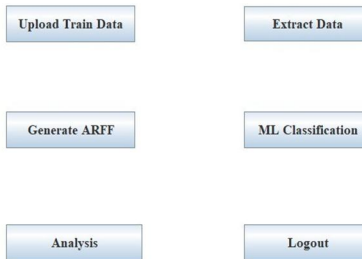 Upload Train Data
Extract Data
Generate ARFF
ML Classification
Analysis
Logout